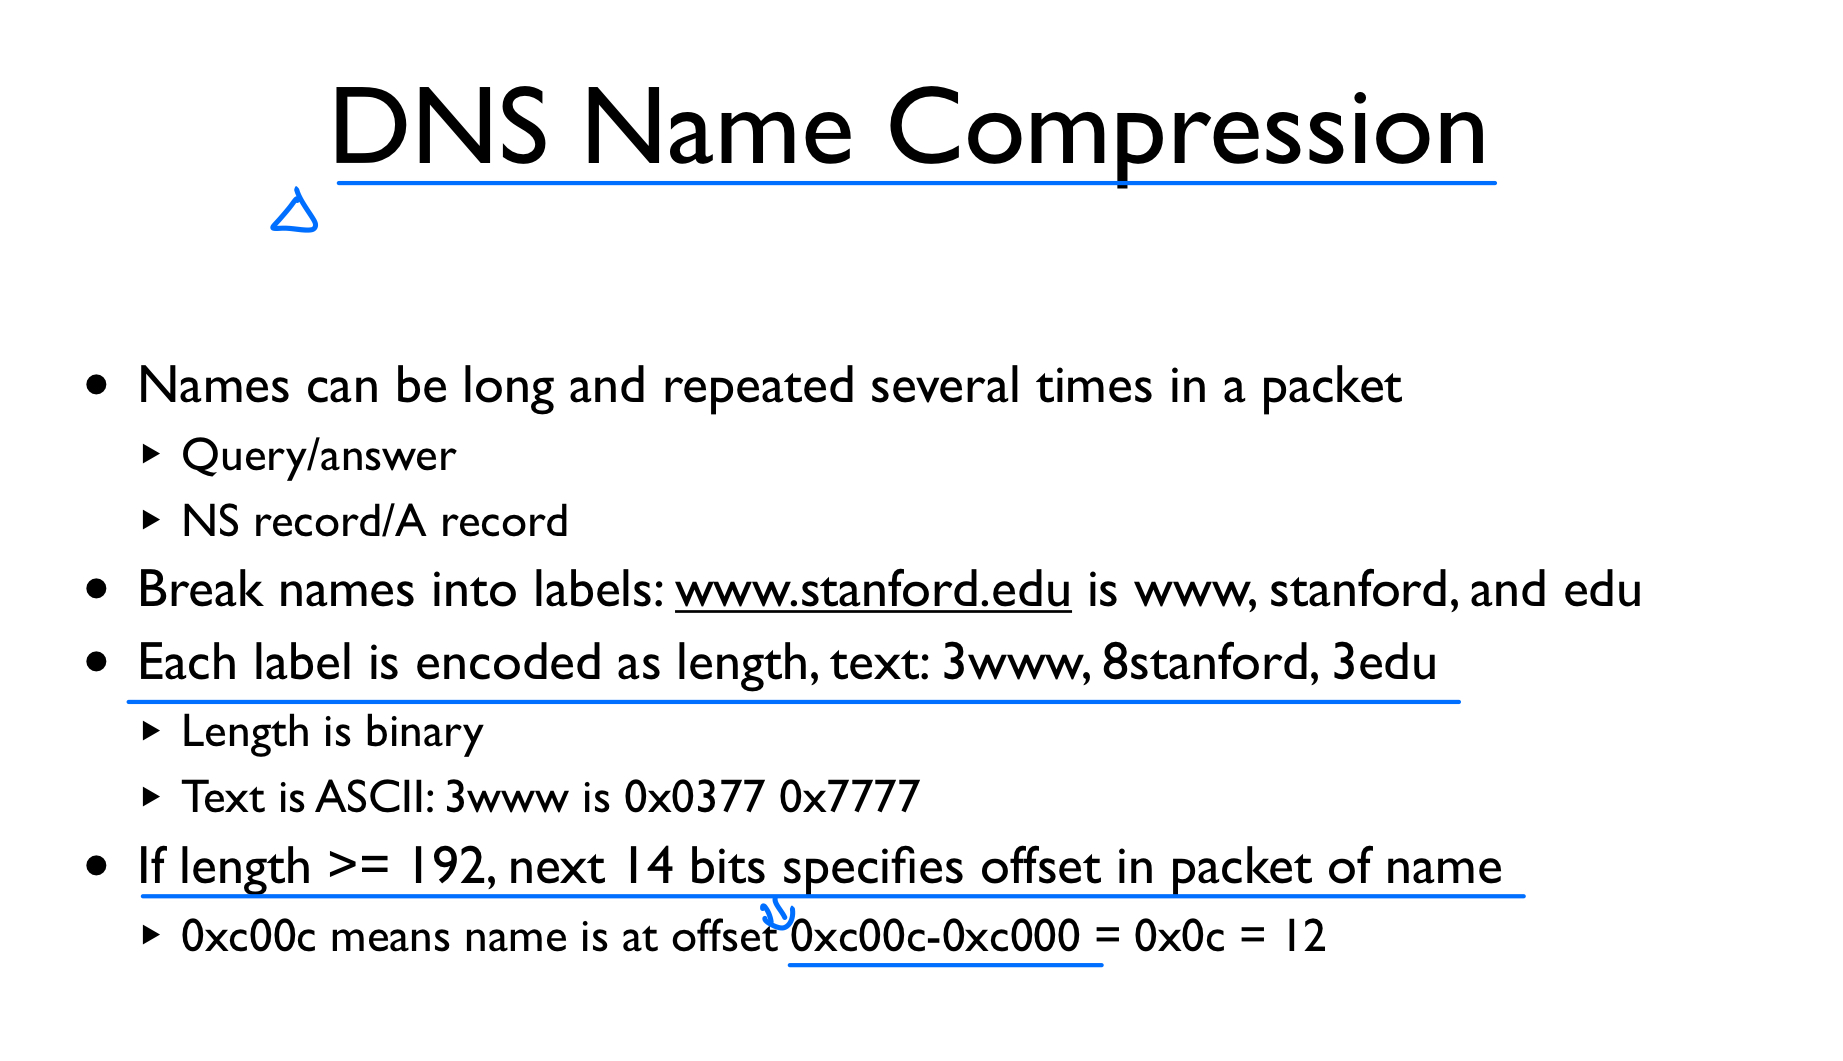 DNS Name Compression
• Names can be long and repeated several times in a packet
‣ Query/answer
‣ NS record/A record
• Break names into labels: www.stanford.edu is www, stanford, and edu
• Each label is encoded as length, text: 3www, 8stanford, 3edu
‣ Length is binary
‣ Text is ASCII: 3www is 0x0377 0x7777
• If length >= 192, next 14 bits specifies offset in packet of name
‣ 0xc00c means name is at offset 0xc00c-0xc000 = 0x0c = 12